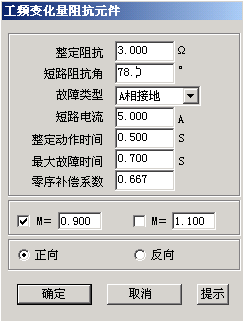 工频变化量阻抗元件
整定阻抗 3.000 Ω
短路阻抗角 78. °
故障类型 A相接地
短路电流 5.000 A
整定动作时间 0.500 S
最大故障时间 0.700 S
零序补偿系数 0.667
M= 0.900 M= 1.100
正向 反向
确定 取消 提示